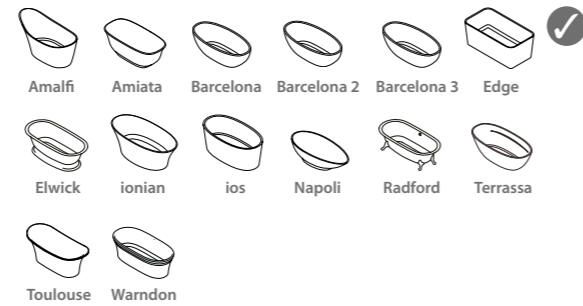 Amalfi Amiata Barcelona Barcelona 2 Barcelona 3 Edge
Elwick ionian ios Napoli Radford Terrassa
Toulouse Warndon